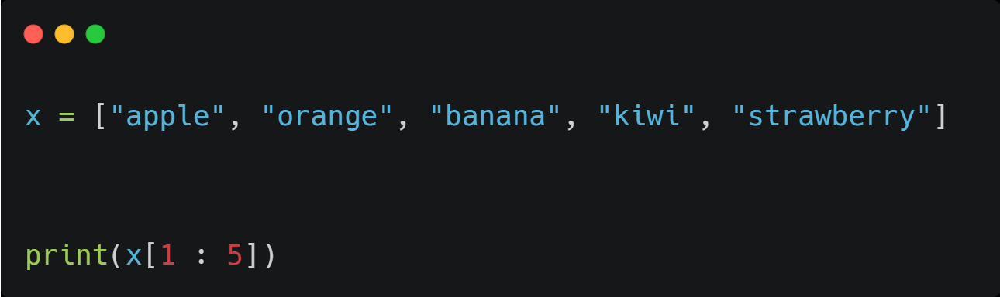 x = ["apple", "orange", "banana", "kiwi", "strawberry"]
print(x[1 : 5])